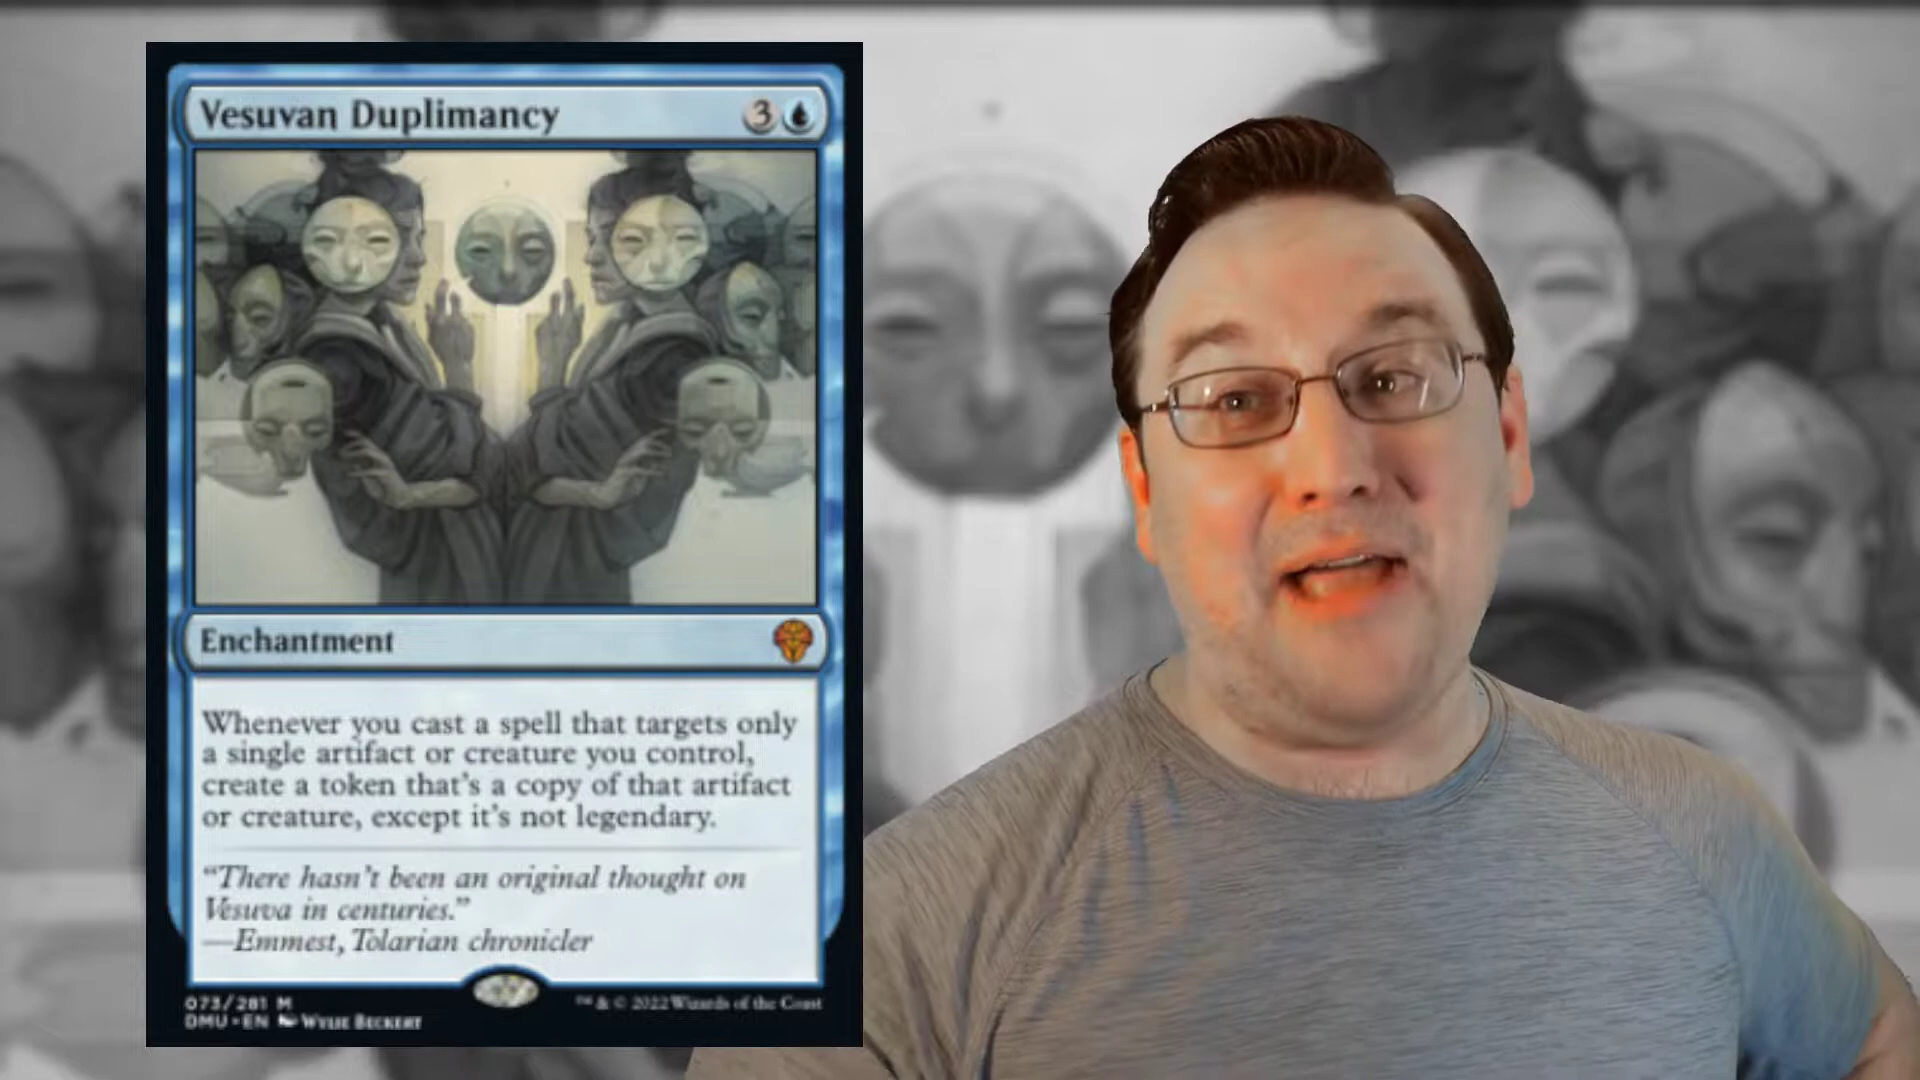 Vesuvan Duplimancy 3
Enchantment
Whenever you cast a spell that targets only
a single artifact or creature you control,
create a token that's a copy of that artifact
or creature, except it's not legendary.
"There hasn't been an original thought on
Vesuva in centuries."
—Emmest, Tolarian chronicler
073/281 M
DMU • EN Wylie Beckert
™ & © 2022 Wizards of the Coast